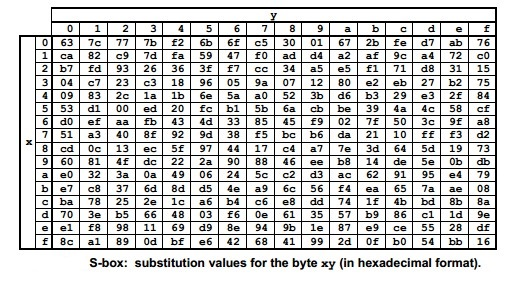 y
0 1 2 3 4 5 6 7 8 9 a b c d e f
0 63 7c 77 7b f2 6b 6f c5 30 01 67 2b fe d7 ab 76
1 ca 82 c9 7d fa 59 47 f0 ad d4 a2 af 9c a4 72 c0
2 b7 fd 93 26 36 3f f7 cc 34 a5 e5 f1 71 d8 31 15
3 04 c7 23 c3 18 96 05 9a 07 12 80 e2 eb 27 b2 75
4 09 83 2c 1a 1b 6e 5a a0 52 3b d6 b3 29 e3 2f 84
5 53 d1 00 ed 20 fc b1 5b 6a cb be 39 4a 4c 58 cf
6 d0 ef aa fb 43 4d 33 85 45 f9 02 7f 50 3c 9f a8
x 7 51 a3 40 8f 92 9d 38 f5 bc b6 da 21 10 ff f3 d2
8 cd 0c 13 ec 5f 97 44 17 c4 a7 7e 3d 64 5d 19 73
9 60 81 4f dc 22 2a 90 88 46 ee b8 14 de 5e 0b db
a e0 32 3a 0a 49 06 24 5c c2 d3 ac 62 91 95 e4 79
b e7 c8 37 6d 8d d5 4e a9 6c 56 f4 ea 65 7a ae 08
c ba 78 25 2e 1c a6 b4 c6 e8 dd 74 1f 4b bd 8b 8a
d 70 3e b5 66 48 03 f6 0e 61 35 57 b9 86 c1 1d 9e
e e1 f8 98 11 69 d9 8e 94 9b 1e 87 e9 ce 55 28 df
f 8c a1 89 0d bf e6 42 68 41 99 2d 0f b0 54 bb 16
S-box: substitution values for the byte xy (in hexadecimal format).